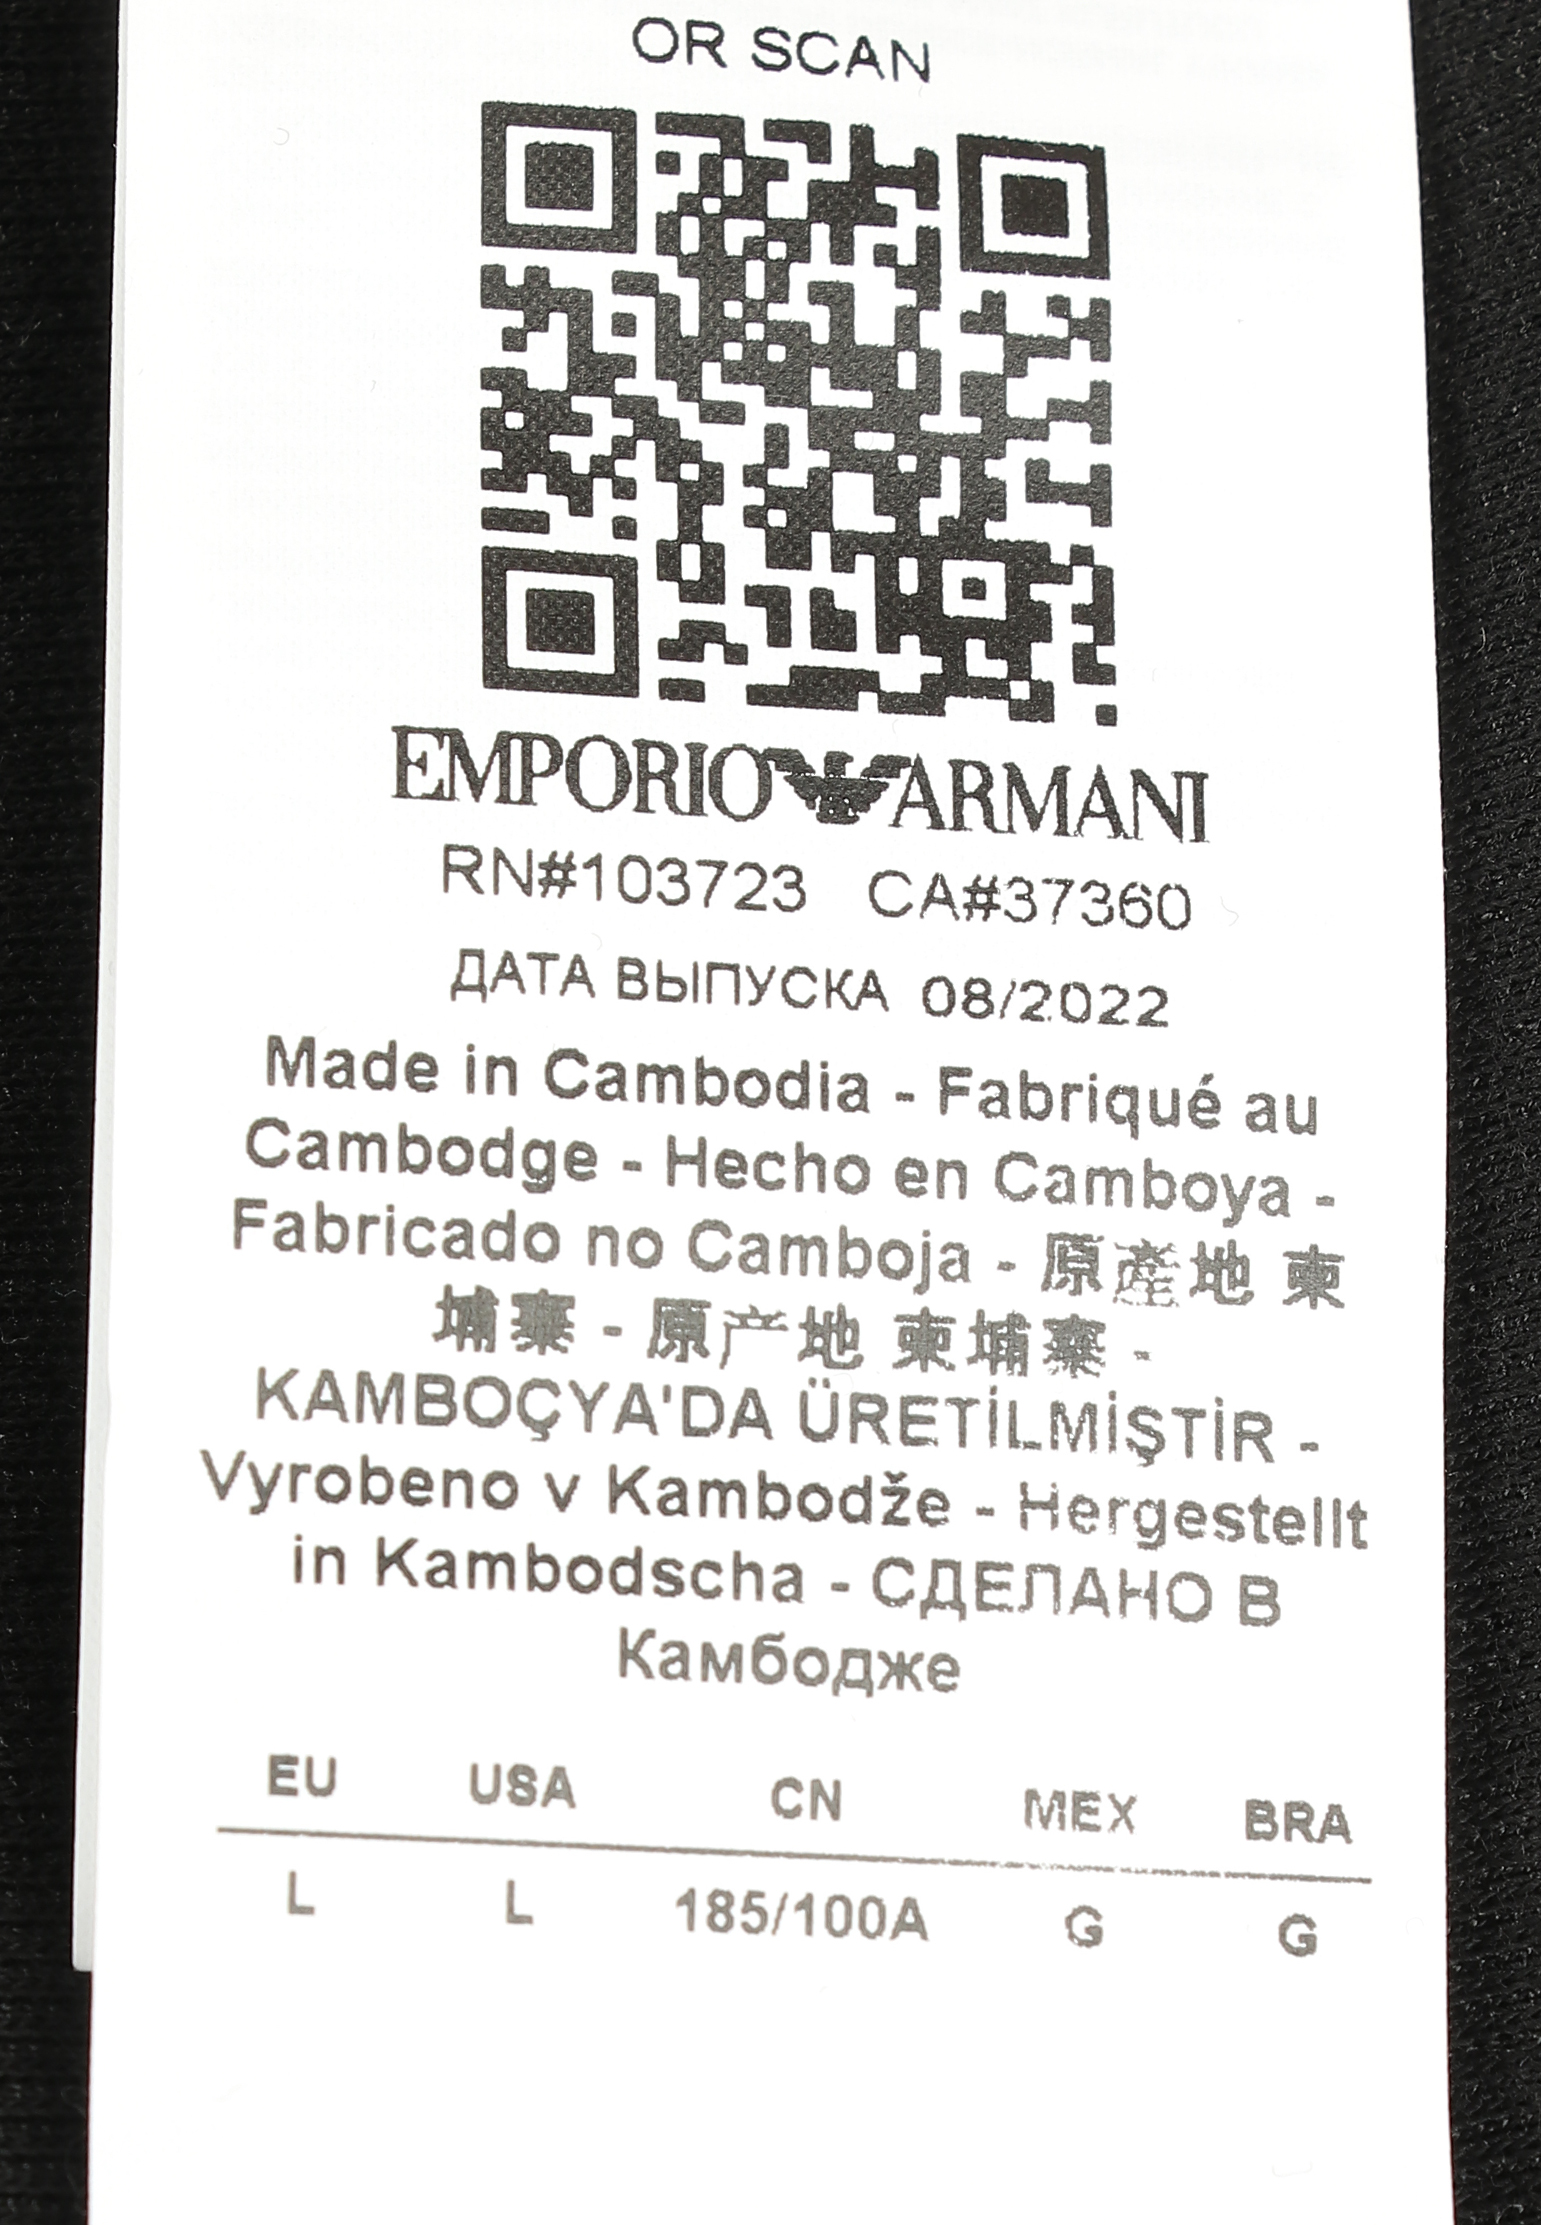 OR SCAN
EMPORIO ARMANI
RN#103723 CA#37360
ДАТА ВЫПУСКА 08/2022
Made in Cambodia - Fabriqué au
Cambodge - Hecho en Camboya -
Fabricado no Camboja - 原產地 柬
埔寨 - 原产地 柬埔寨 -
KAMBOÇYA'DA ÜRETİLMİŞTİR -
Vyrobeno v Kambodže - Hergestellt
in Kambodscha - СДЕЛАНО В
Камбодже
EU USA CN MEX BRA
L L 185/100A G G